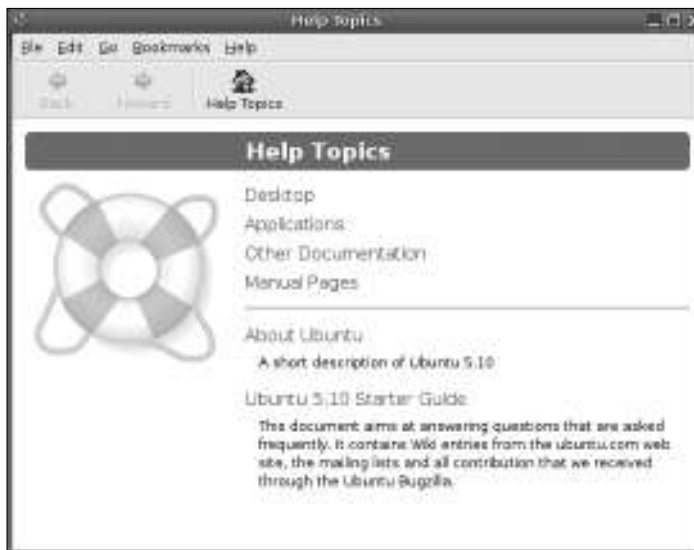 Help Topics
File Edit Go Bookmarks Help
Back Forward Help Topics
Help Topics
Desktop
Applications
Other Documentation
Manual Pages
About Ubuntu
A short description of Ubuntu 5.10
Ubuntu 5.10 Starter Guide
This document aims at answering questions that are asked
frequently. It contains Wiki entries from the ubuntu.com web
site, the mailing lists and all contribution that we received
through the Ubuntu Bugzilla.